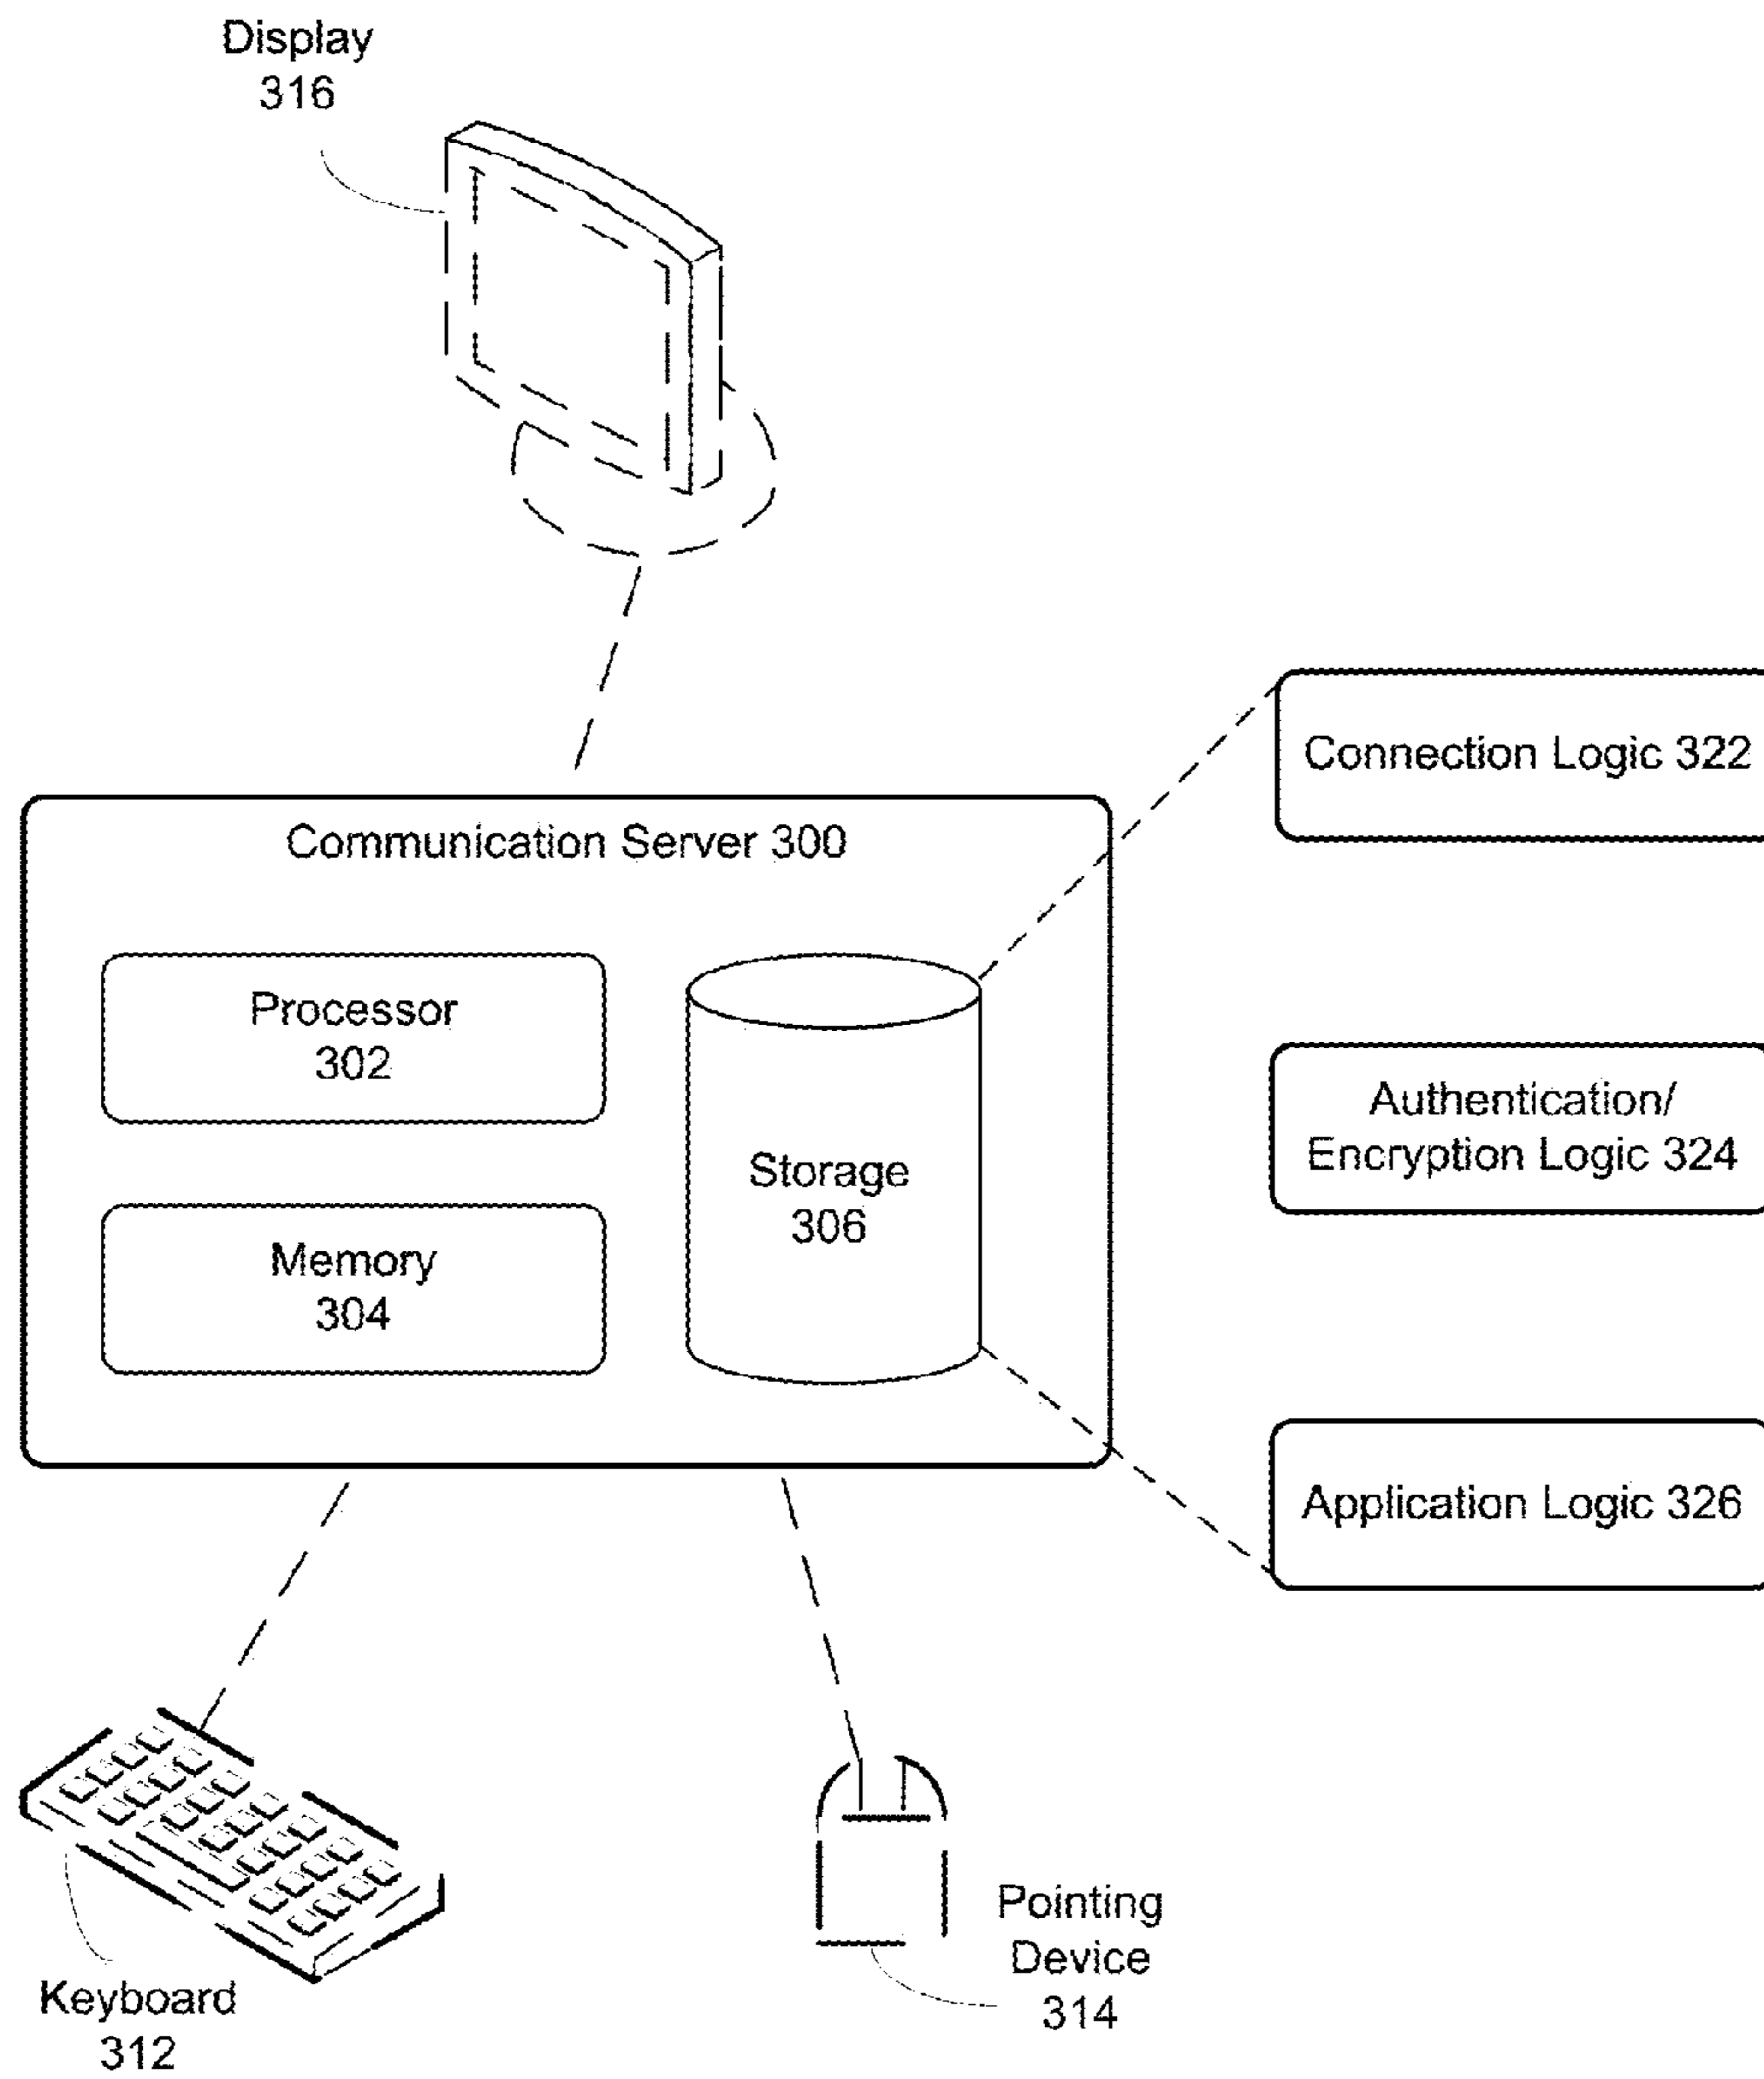 Display
316
Connection Logic 322
Communication Server 300
Processor
302
Authentication/
Encryption Logic 324
Storage
306
Memory
304
Application Logic 326
Pointing
Device
314
Keyboard
312